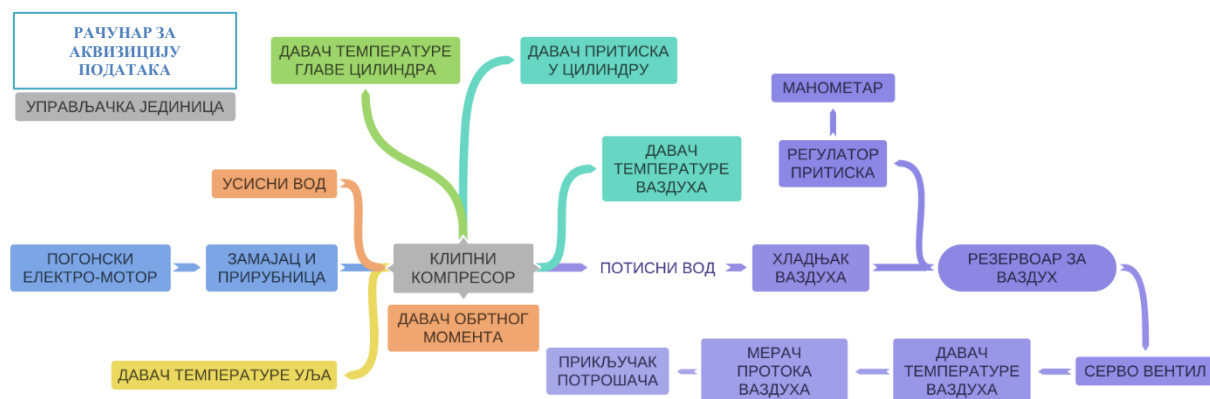 РАЧУНАР ЗА
АКВИЗИЦИЈУ
ПОДАТАКА
УПРАВЉАЧКА ЈЕДИНИЦА
ДАВАЧ ТЕМПЕРАТУРЕ
ГЛАВЕ ЦИЛИНДРА
ДАВАЧ ПРИТИСКА
У ЦИЛИНДРУ
МАНОМЕТАР
РЕГУЛАТОР
ПРИТИСКА
ДАВАЧ
ТЕМПЕРАТУРЕ
ВАЗДУХА
УСИСНИ ВОД
ПОГОНСКИ
ЕЛЕКТРО-МОТОР
ЗАМАЈАЦ И
ПРИРУБНИЦА
КЛИПНИ
КОМПРЕСОР
ПОТИСНИ ВОД
ХЛАДЊАК
ВАЗДУХА
РЕЗЕРВОАР ЗА
ВАЗДУХ
ДАВАЧ ОБРТНОГ
МОМЕНТА
ДАВАЧ ТЕМПЕРАТУРЕ УЉА
ПРИКЉУЧАК
ПОТРОШАЧА
МЕРАЧ
ПРОТОКА
ВАЗДУХА
ДАВАЧ
ТЕМПЕРАТУРЕ
ВАЗДУХА
СЕРВО ВЕНТИЛ